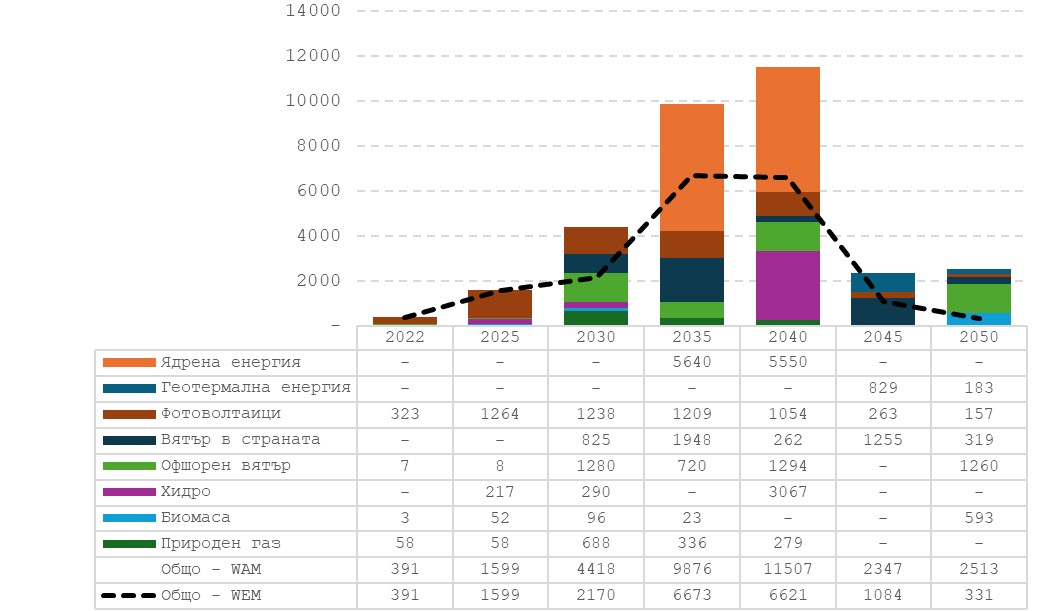 14000
12000
10000
8000
6000
4000
2000
–
2022 2025 2030 2035 2040 2045 2050
Ядрена енергия – – – 5640 5550 – –
Геотермална енергия – – – – – 829 183
Фотоволтаици 323 1264 1238 1209 1054 263 157
Вятър в страната – – 825 1948 262 1255 319
Офшорен вятър 7 8 1280 720 1294 – 1260
Хидро – 217 290 – 3067 – –
Биомаса 3 52 96 23 – – 593
Природен газ 58 58 688 336 279 – –
Общо – WAM 391 1599 4418 9876 11507 2347 2513
Общо – WEM 391 1599 2170 6673 6621 1084 331